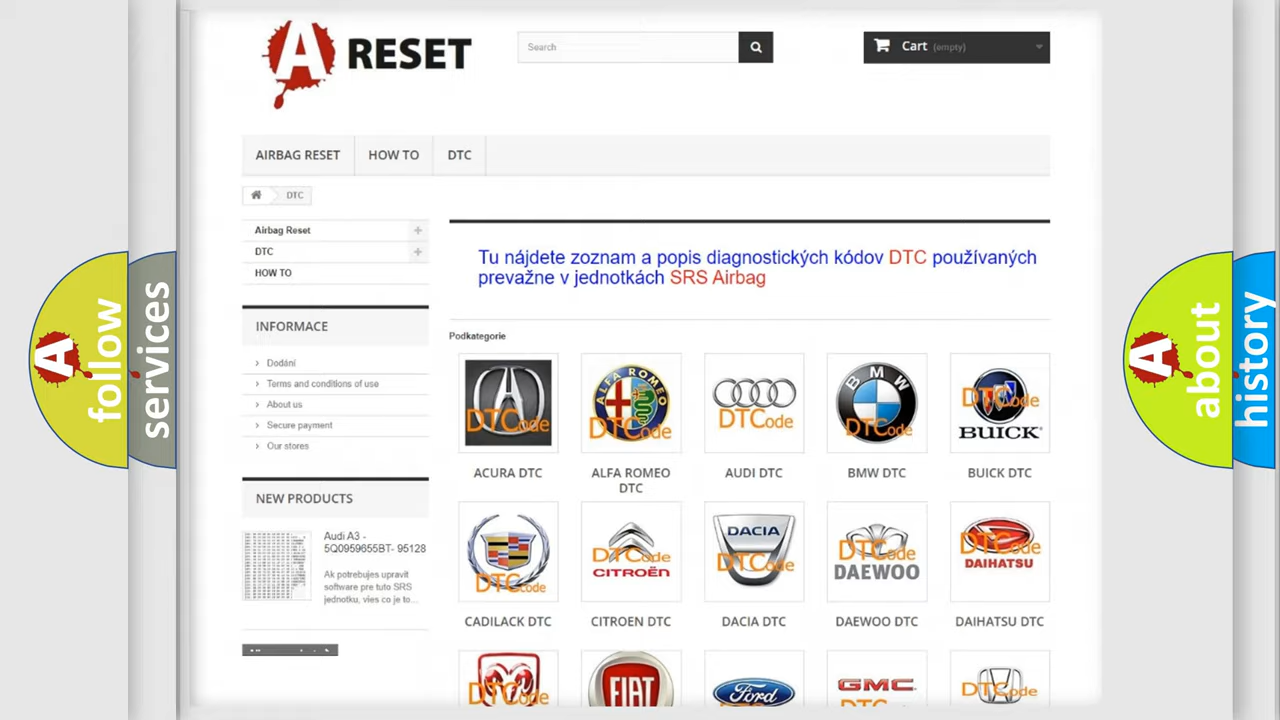 A RESET
Search
Cart (empty)
AIRBAG RESET
HOW TO
DTC
DTC
Airbag Reset
DTC
HOW TO
INFORMACE
Dodání
Terms and conditions of use
About us
Secure payment
Our stores
NEW PRODUCTS
Audi A3 -
5Q0959655BT- 95128
Ak potrebujes upravit
software pre tuto SRS
jednotku, vies co je to...
Tu nájdete zoznam a popis diagnostických kódov DTC používaných
prevažne v jednotkách SRS Airbag
Podkategorie
DTCode
ALFA ROMEO
DTCode
DTCode
BMW
DTCode
DTCode
BUICK
ACURA DTC
ALFA ROMEO
DTC
AUDI DTC
BMW DTC
BUICK DTC
DTCode
DTCode
CITROËN
DACIA
DTCode
DTCode
DAEWOO
DTCode
DAIHATSU
CADILACK DTC
CITROEN DTC
DACIA DTC
DAEWOO DTC
DAIHATSU DTC
DTCode
FIAT
Ford
GMC
DTCode
A follow
services
A about
history